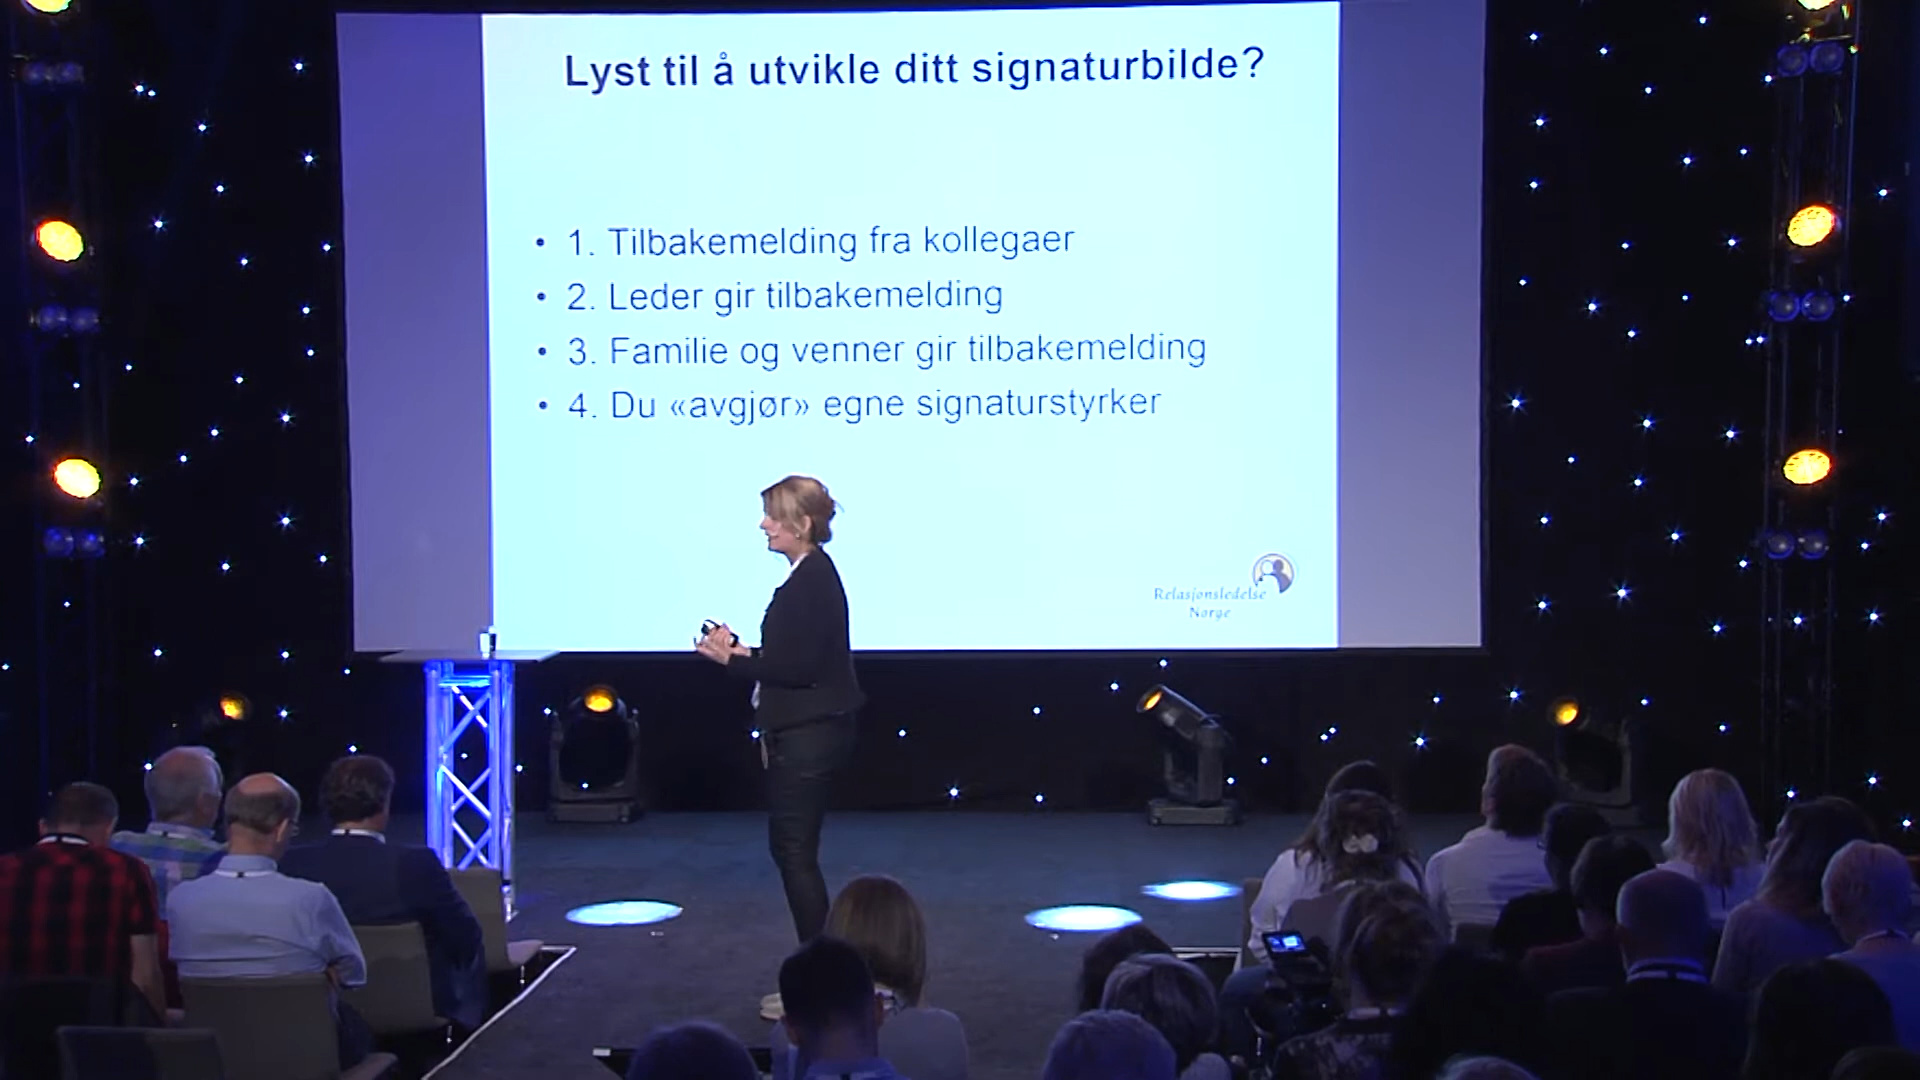 Lyst til å utvikle ditt signaturbilde?
• 1. Tilbakemelding fra kollegaer
• 2. Leder gir tilbakemelding
• 3. Familie og venner gir tilbakemelding
• 4. Du «avgjør» egne signaturstyrker
Relasjonsledelse
Norge